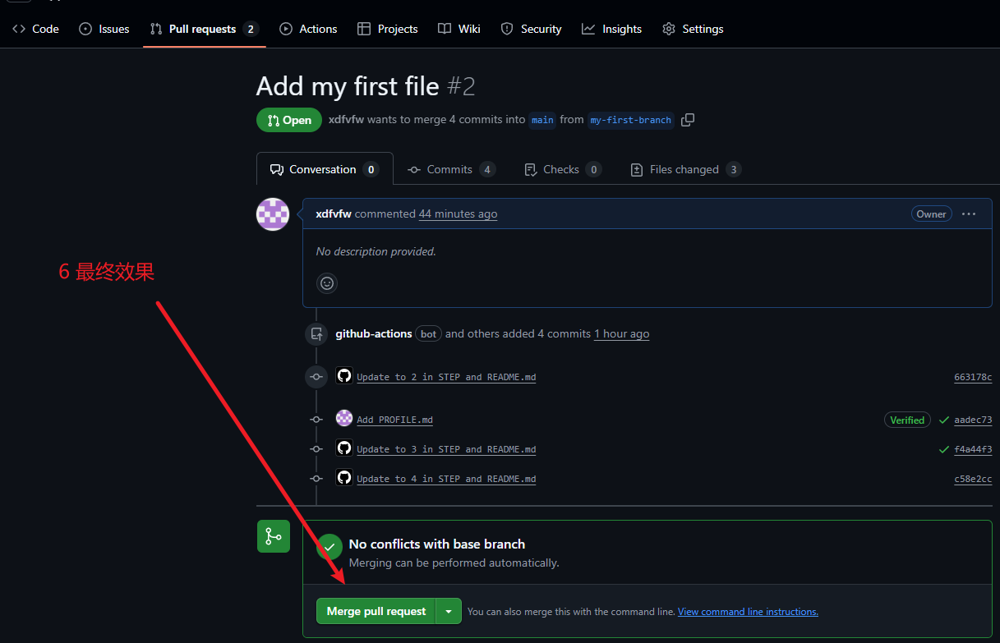 Code Issues Pull requests 2 Actions Projects Wiki Security Insights Settings
Add my first file #2
Open xdfvfw wants to merge 4 commits into main from my-first-branch
Conversation 0 Commits 4 Checks 0 Files changed 3
xdfvfw commented 44 minutes ago Owner
No description provided.
6 最终效果
github-actions bot and others added 4 commits 1 hour ago
Update to 2 in STEP and README.md 663178c
Add PROFILE.md Verified aadec73
Update to 3 in STEP and README.md f4a44f3
Update to 4 in STEP and README.md c58e2cc
No conflicts with base branch
Merging can be performed automatically.
Merge pull request You can also merge this with the command line. View command line instructions.